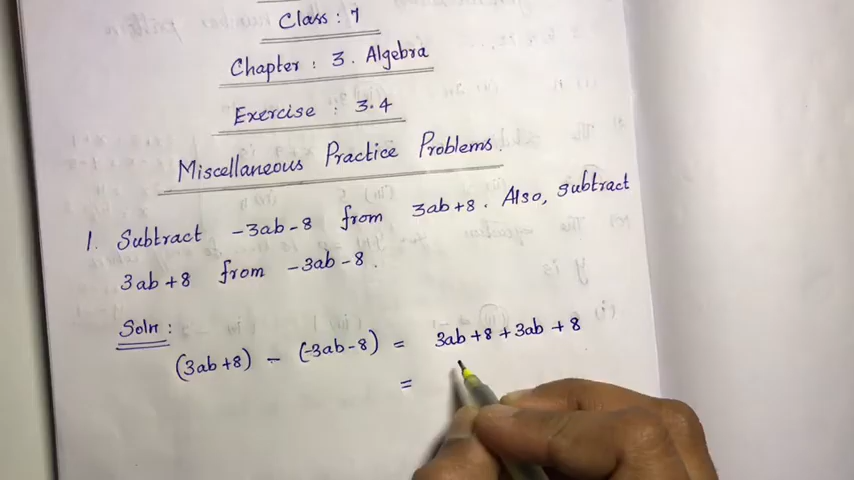 Class : 7
Chapter : 3. Algebra
Exercise : 3.4
Miscellaneous Practice Problems.
1. Subtract -3ab-8 from 3ab+8. Also, subtract
3ab+8 from -3ab-8.
Soln :
(3ab+8) - (-3ab-8) = 3ab+8+3ab+8
=